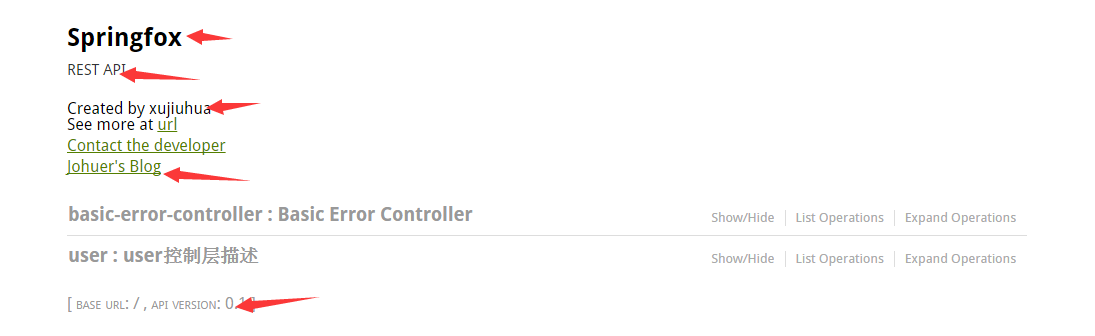 Springfox
REST API
Created by xujiuhua
See more at url
Contact the developer
Johuer's Blog
basic-error-controller : Basic Error Controller Show/Hide List Operations Expand Operations
user : user控制层描述 Show/Hide List Operations Expand Operations
[ BASE URL: / , API VERSION: 0.1 ]